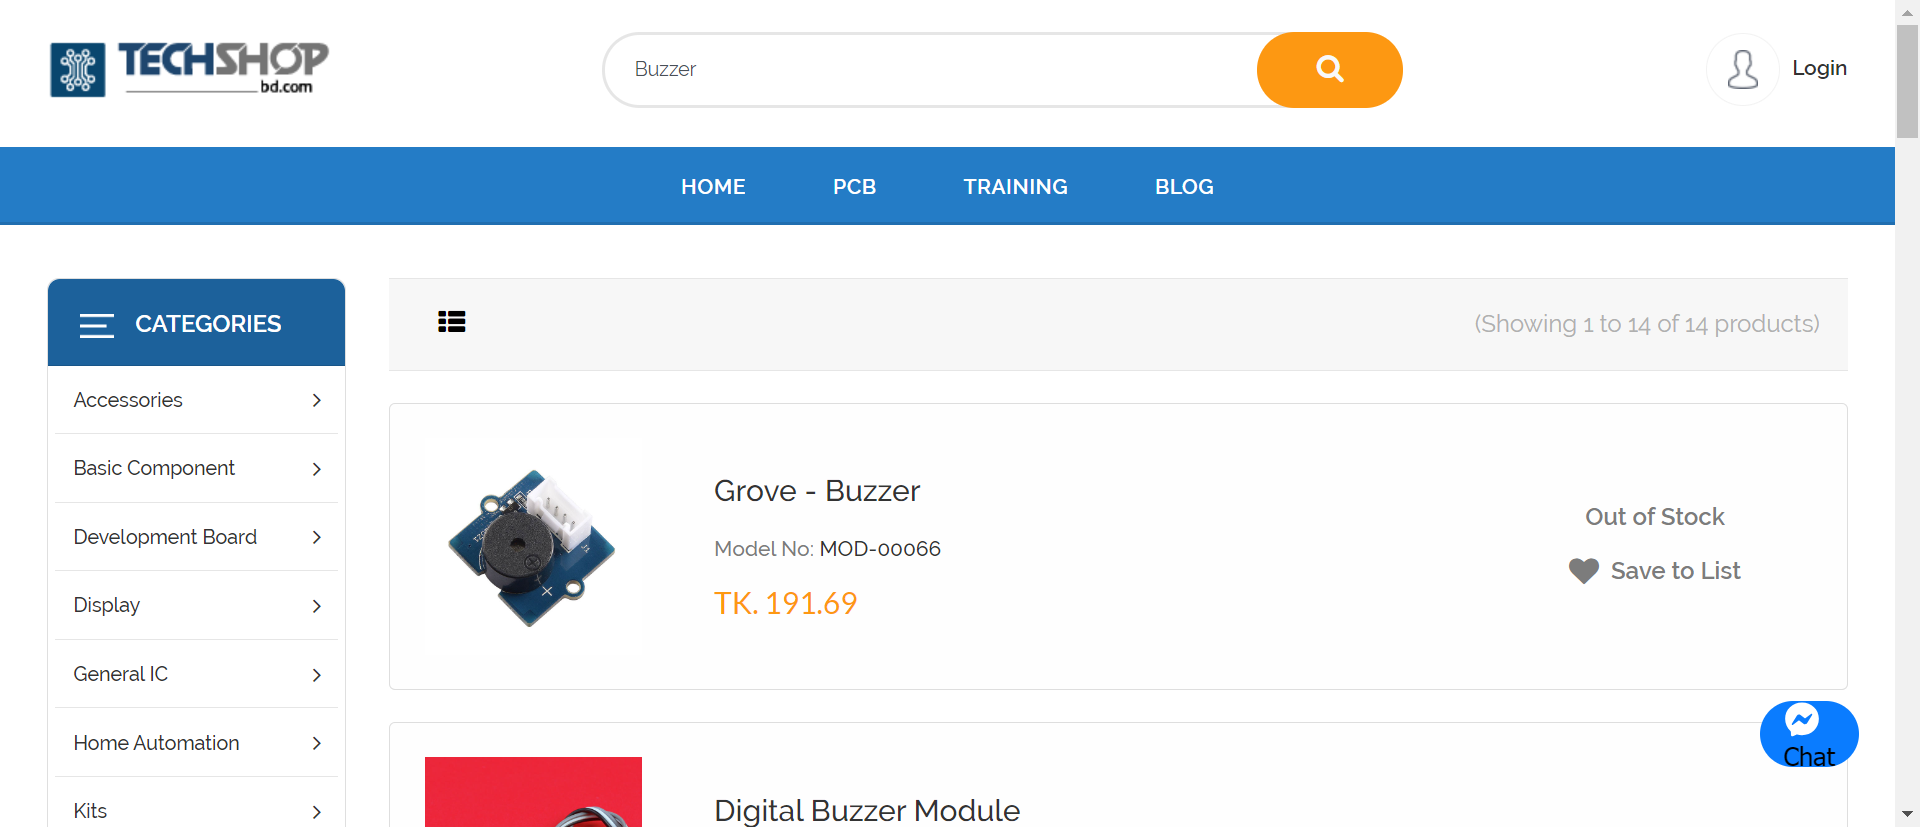 TECHSHOP
bd.com
Buzzer
Login
HOME PCB TRAINING BLOG
CATEGORIES
(Showing 1 to 14 of 14 products)
Accessories
Basic Component
Development Board
Display
General IC
Home Automation
Kits
Grove - Buzzer
Model No: MOD-00066
TK. 191.69
Out of Stock
Save to List
Chat
Digital Buzzer Module